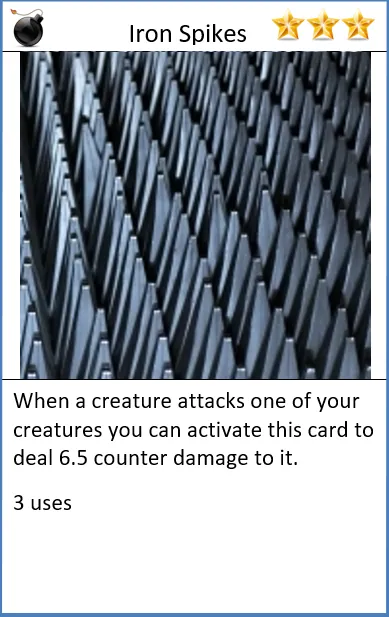 Iron Spikes
When a creature attacks one of your
creatures you can activate this card to
deal 6.5 counter damage to it.
3 uses